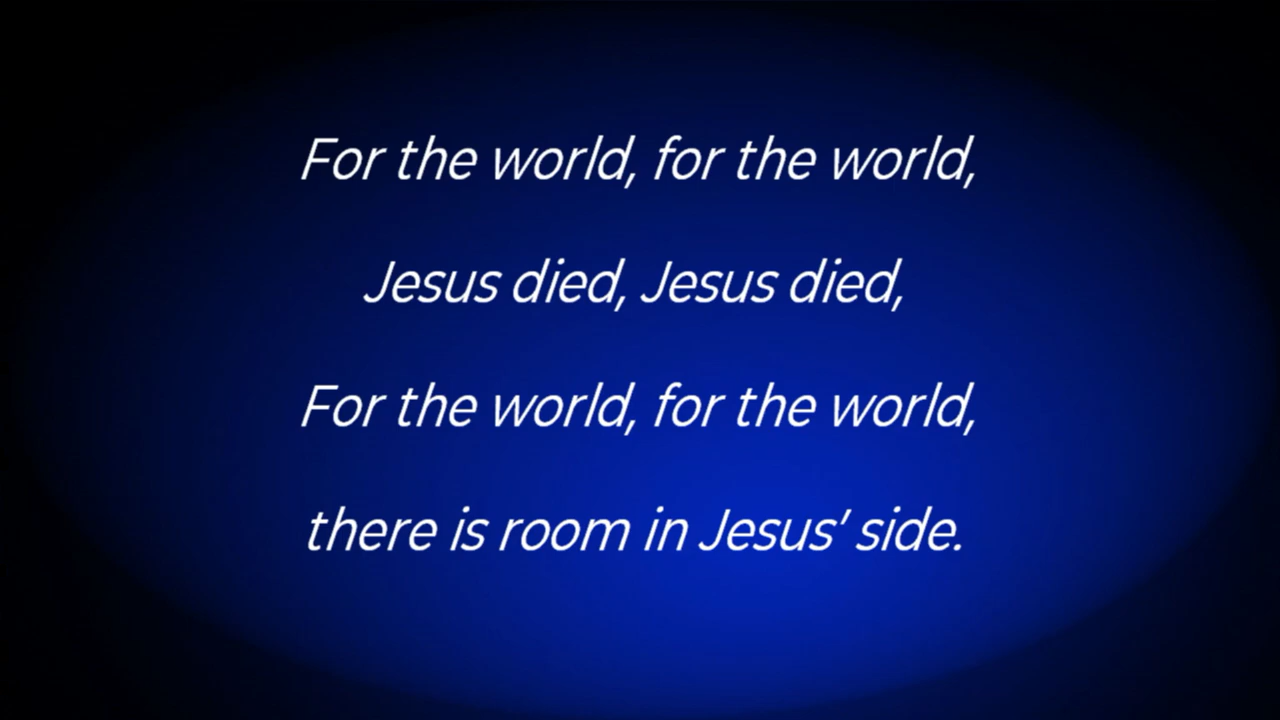 For the world, for the world,
Jesus died, Jesus died,
For the world, for the world,
there is room in Jesus’ side.